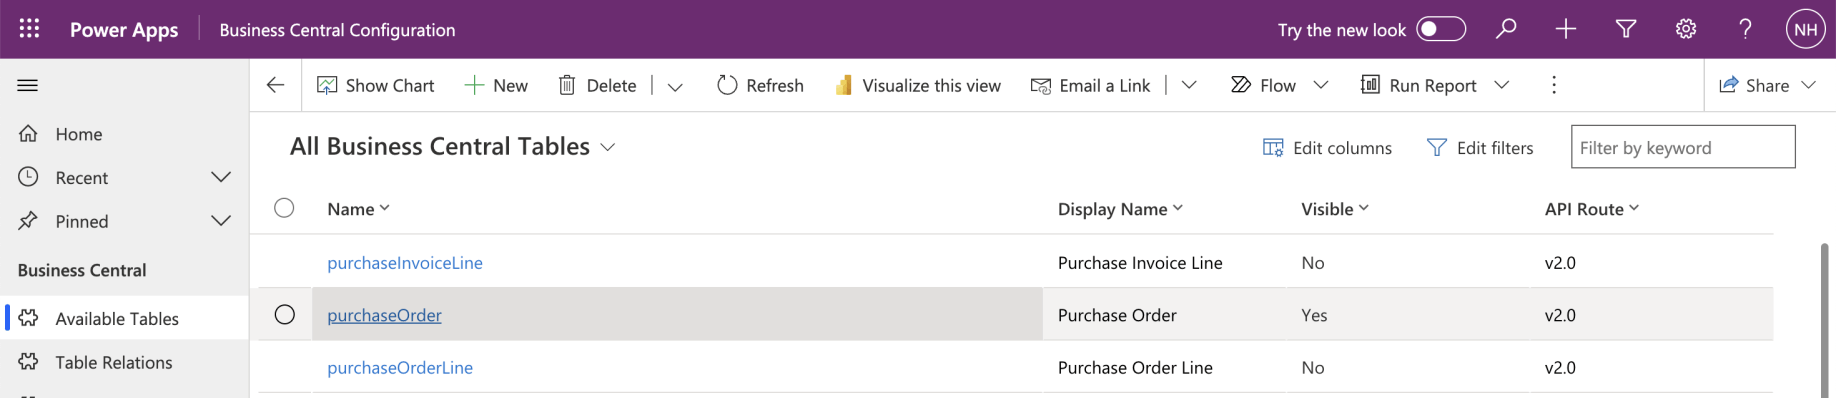 Power Apps Business Central Configuration Try the new look ? NH
Show Chart New Delete Refresh Visualize this view Email a Link Flow Run Report Share
Home
Recent
Pinned
Business Central
Available Tables
Table Relations
All Business Central Tables Edit columns Edit filters Filter by keyword
Name Display Name Visible API Route
purchaseInvoiceLine Purchase Invoice Line No v2.0
purchaseOrder Purchase Order Yes v2.0
purchaseOrderLine Purchase Order Line No v2.0